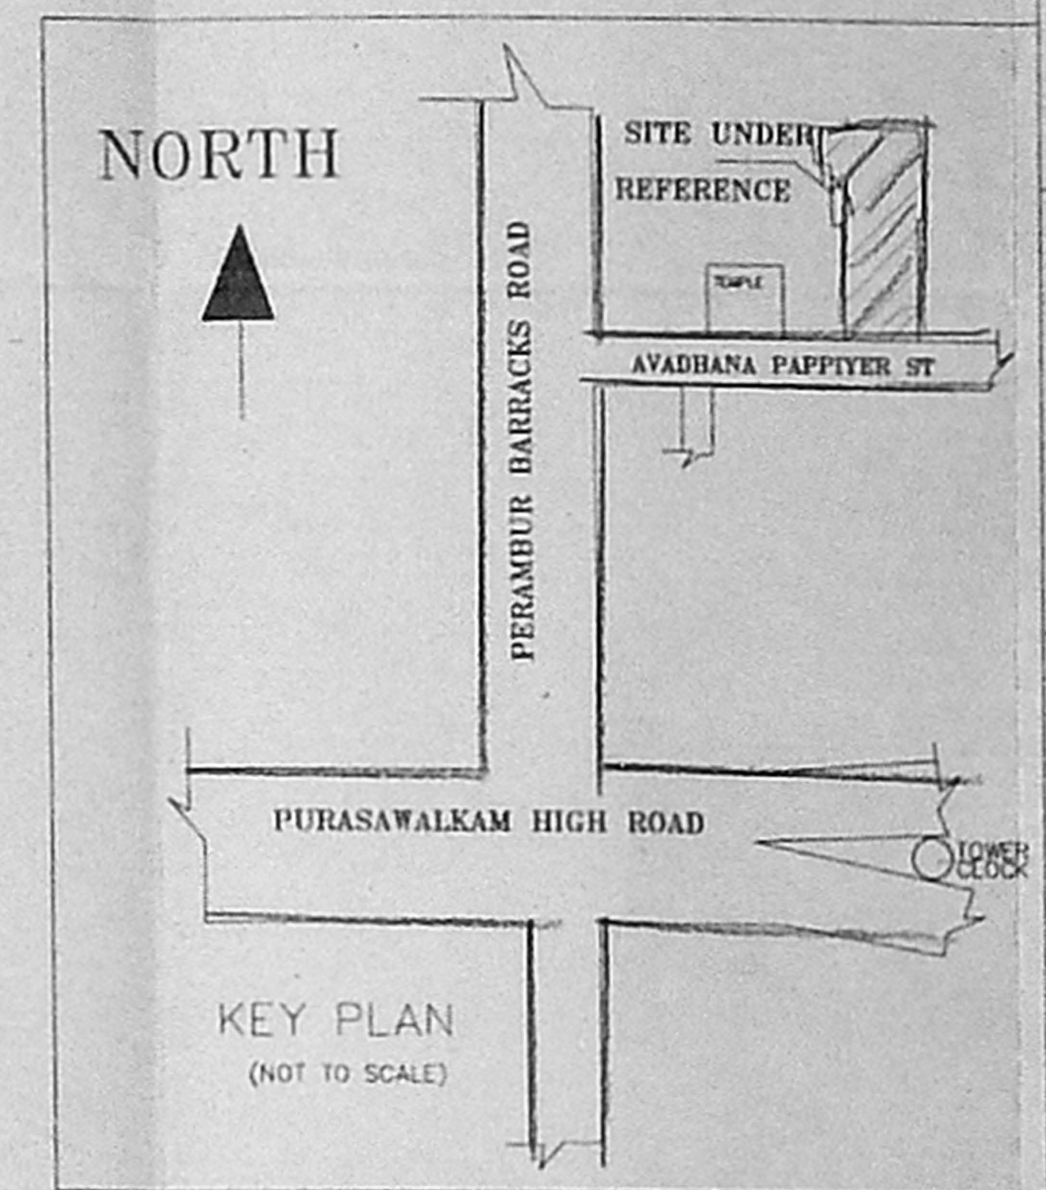 NORTH
SITE UNDER
REFERENCE
TEMPLE
AVADHANA PAPPIYER ST
PERAMBUR BARRACKS ROAD
PURASAWALKAM HIGH ROAD
TOWER
CLOCK
KEY PLAN
(NOT TO SCALE)